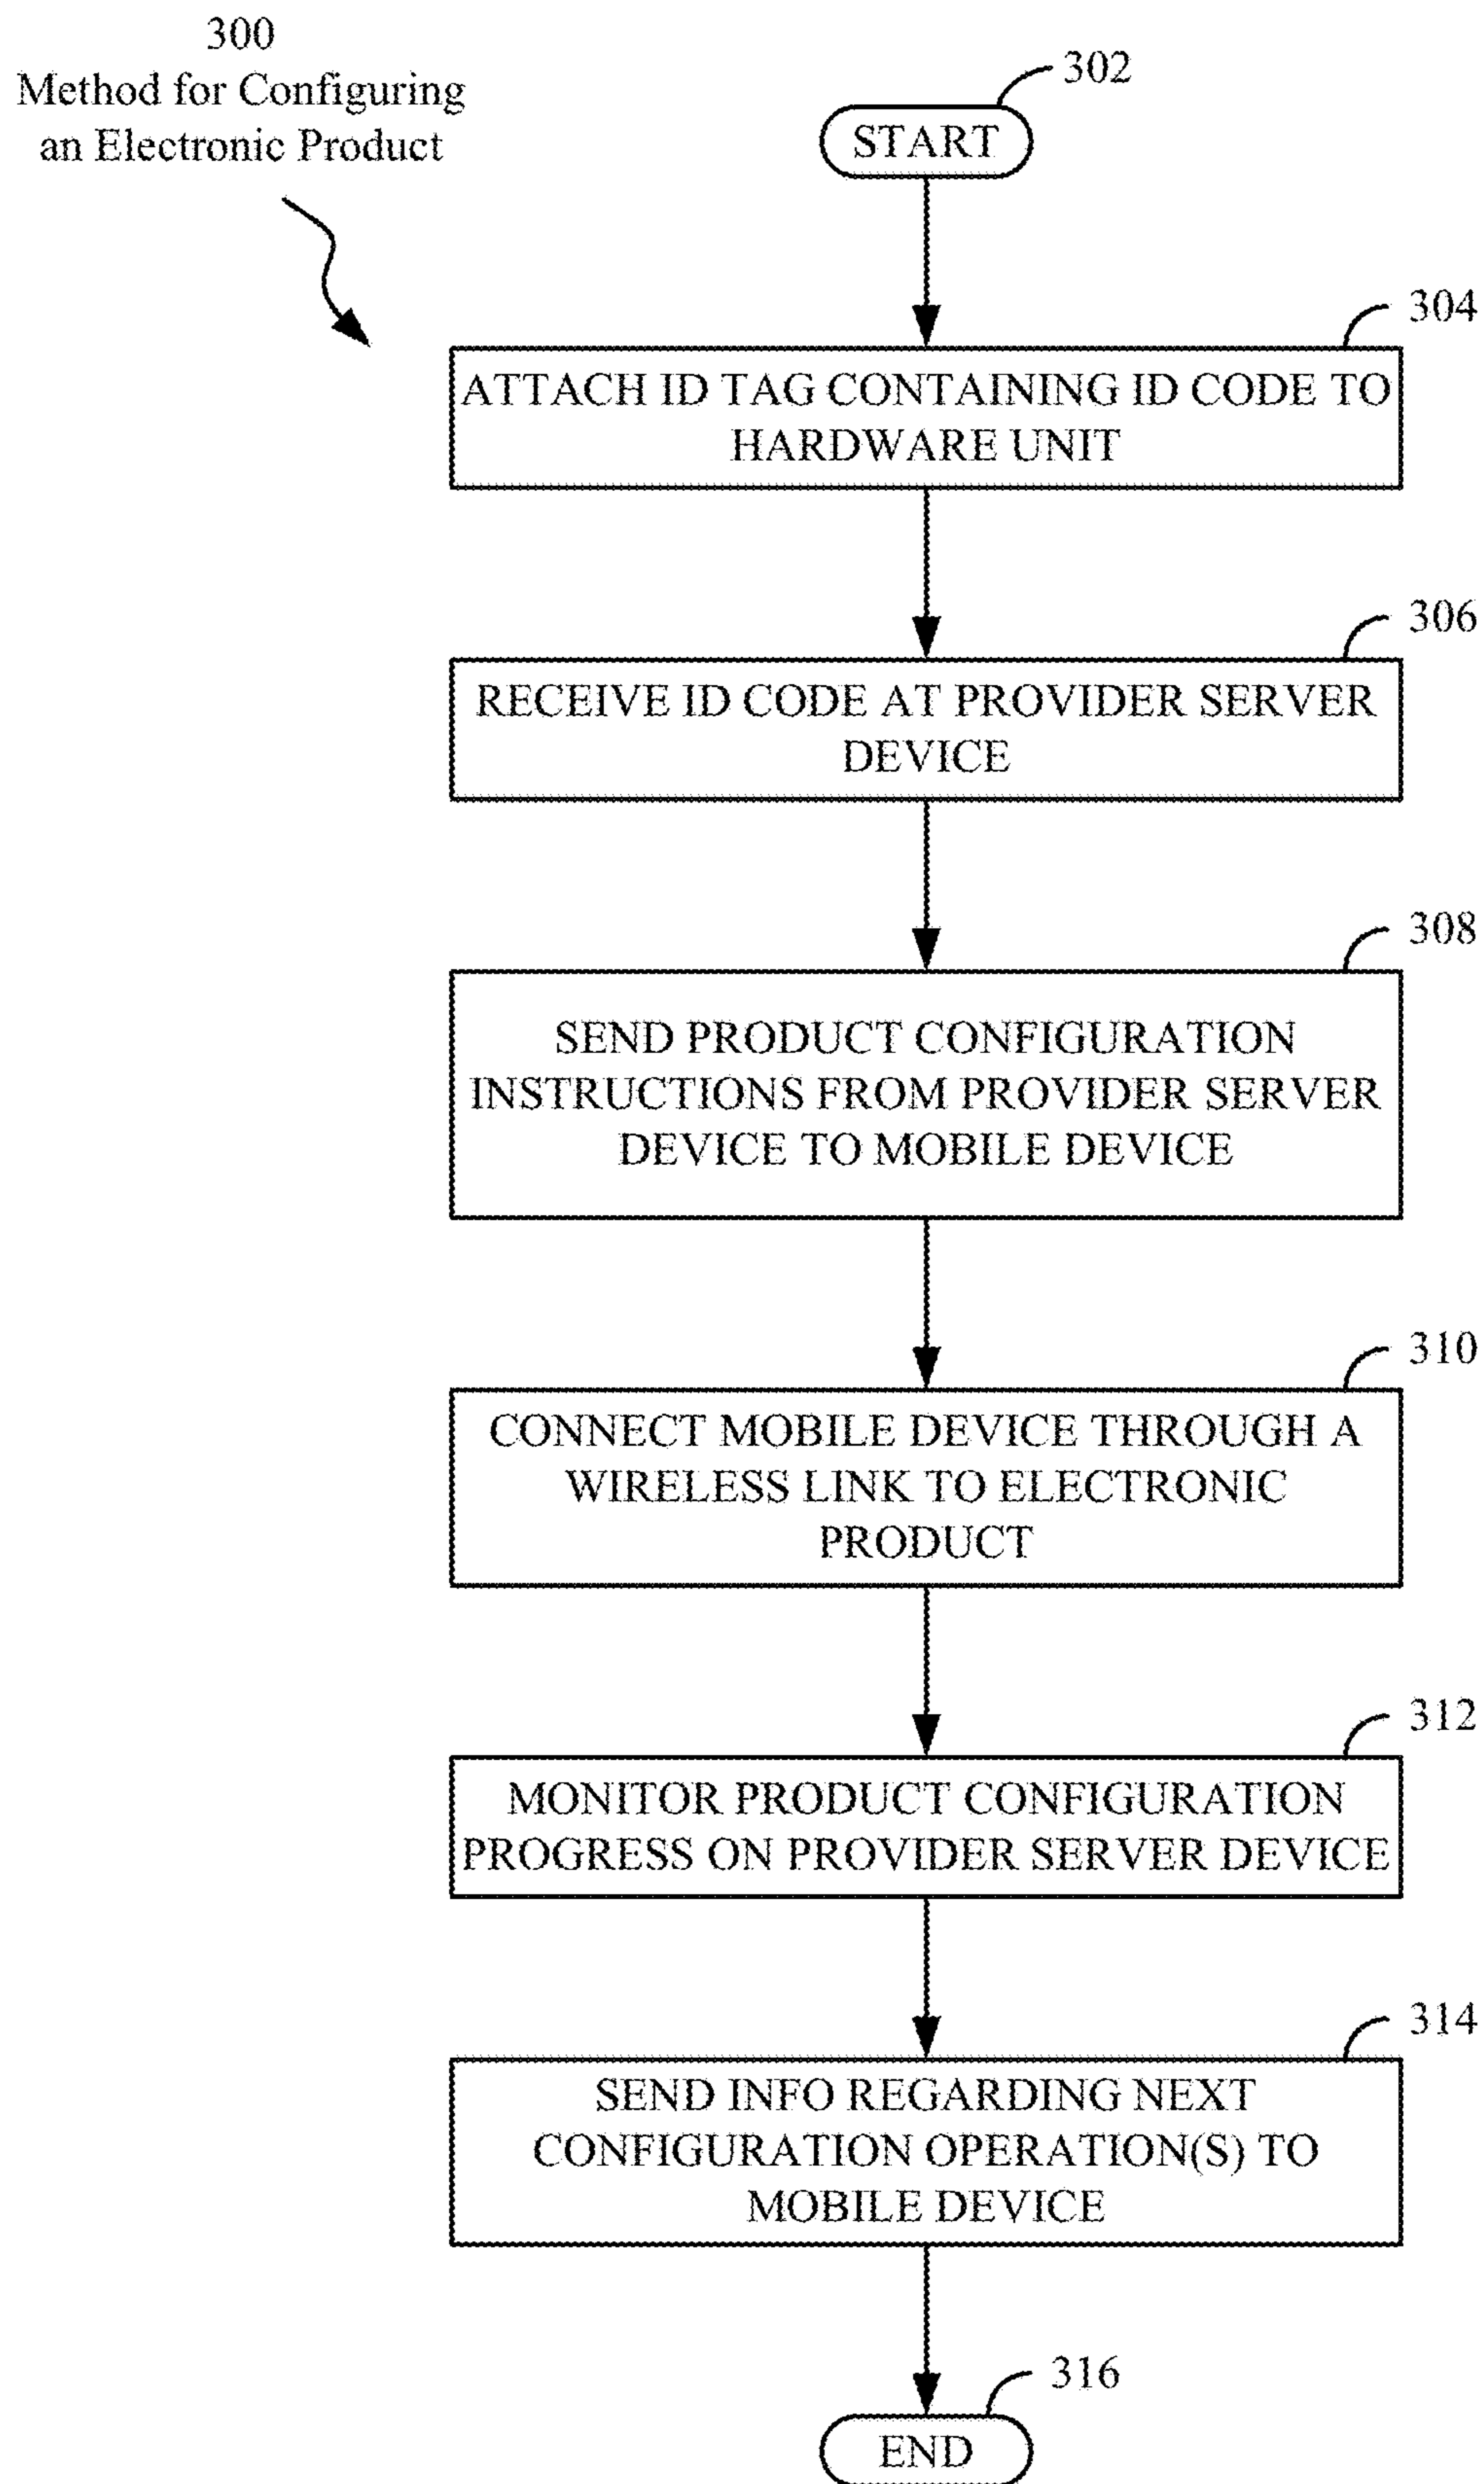 300
Method for Configuring
an Electronic Product
302
START
304
ATTACH ID TAG CONTAINING ID CODE TO
HARDWARE UNIT
306
RECEIVE ID CODE AT PROVIDER SERVER
DEVICE
308
SEND PRODUCT CONFIGURATION
INSTRUCTIONS FROM PROVIDER SERVER
DEVICE TO MOBILE DEVICE
310
CONNECT MOBILE DEVICE THROUGH A
WIRELESS LINK TO ELECTRONIC
PRODUCT
312
MONITOR PRODUCT CONFIGURATION
PROGRESS ON PROVIDER SERVER DEVICE
314
SEND INFO REGARDING NEXT
CONFIGURATION OPERATION(S) TO
MOBILE DEVICE
316
END